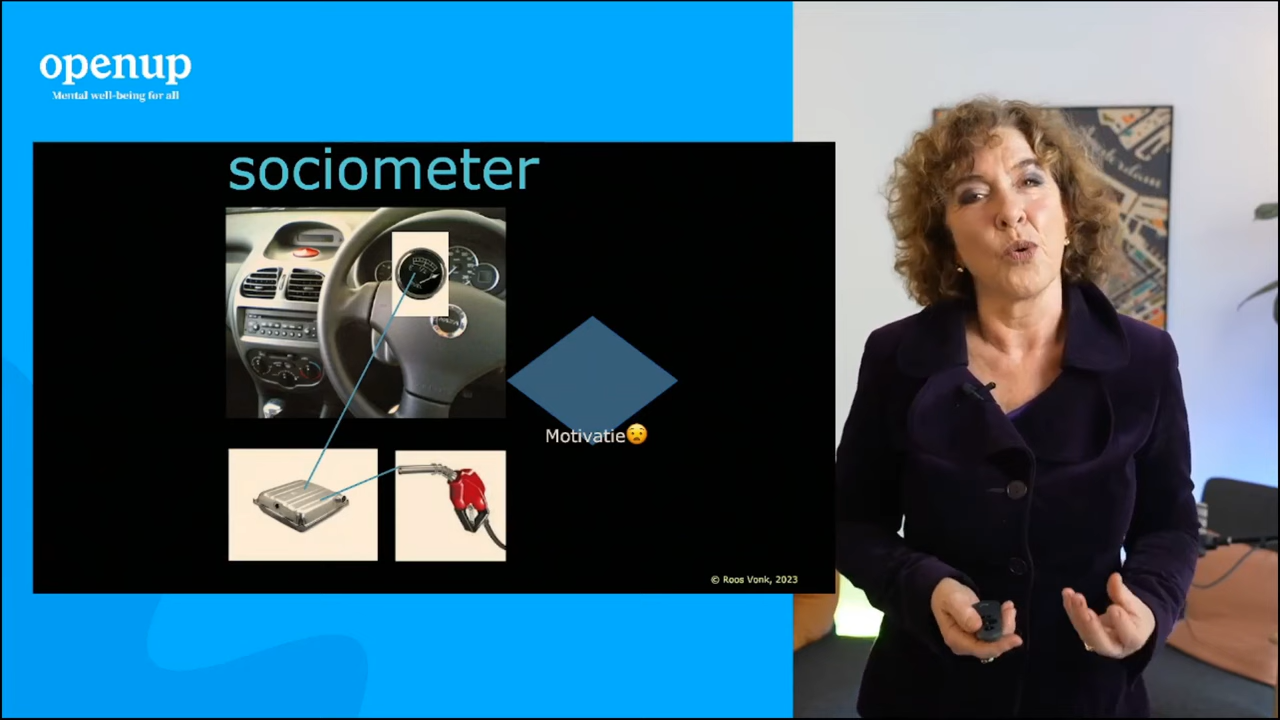 openup
Mental well-being for all
sociometer
Motivatie😟
© Roos Vonk, 2023